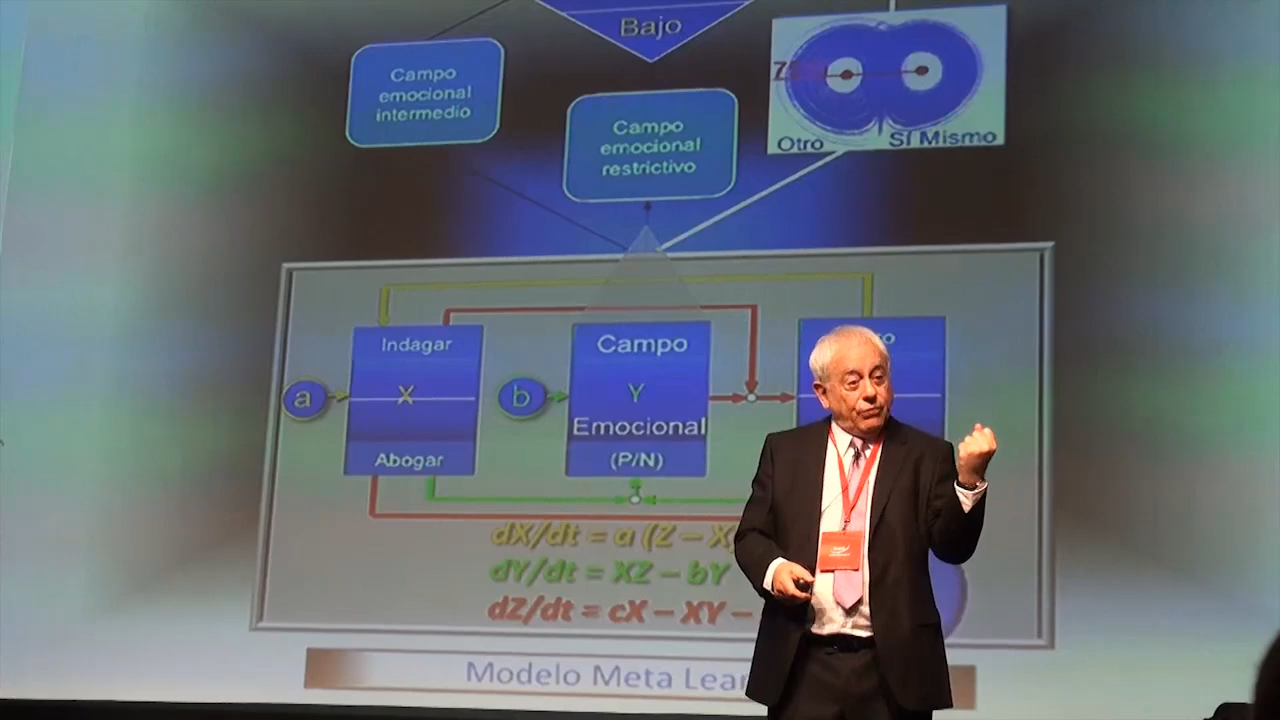 Bajo
Campo
emocional
intermedio
Campo
emocional
restrictivo
Otro
Sí Mismo
Indagar
X
Abogar
a
b
Campo
Y
Emocional
(P/N)
dX/dt = a (Z – X
dY/dt = XZ – bY
dZ/dt = cX – XY –
Modelo Meta Lear